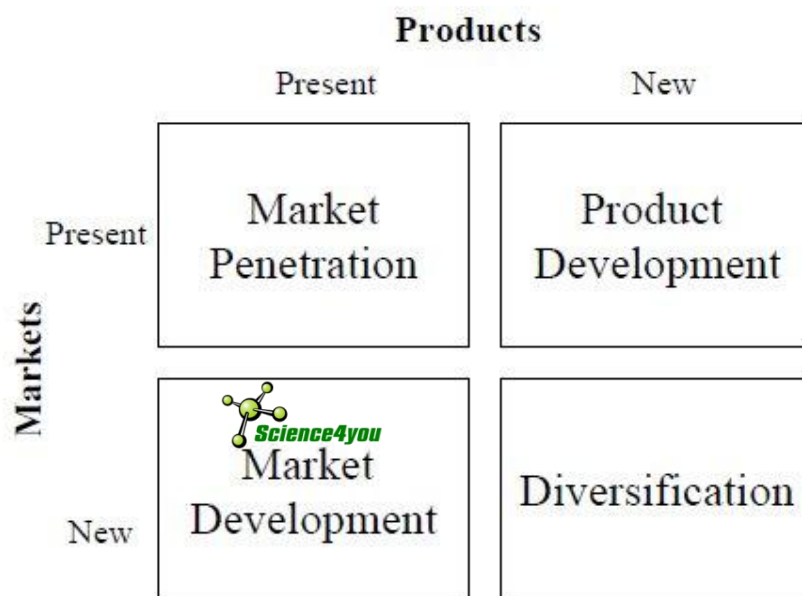 Products
Present New
Market Product
Present
Penetration Development
Markets
Science4you
Market
Development
Diversification
New